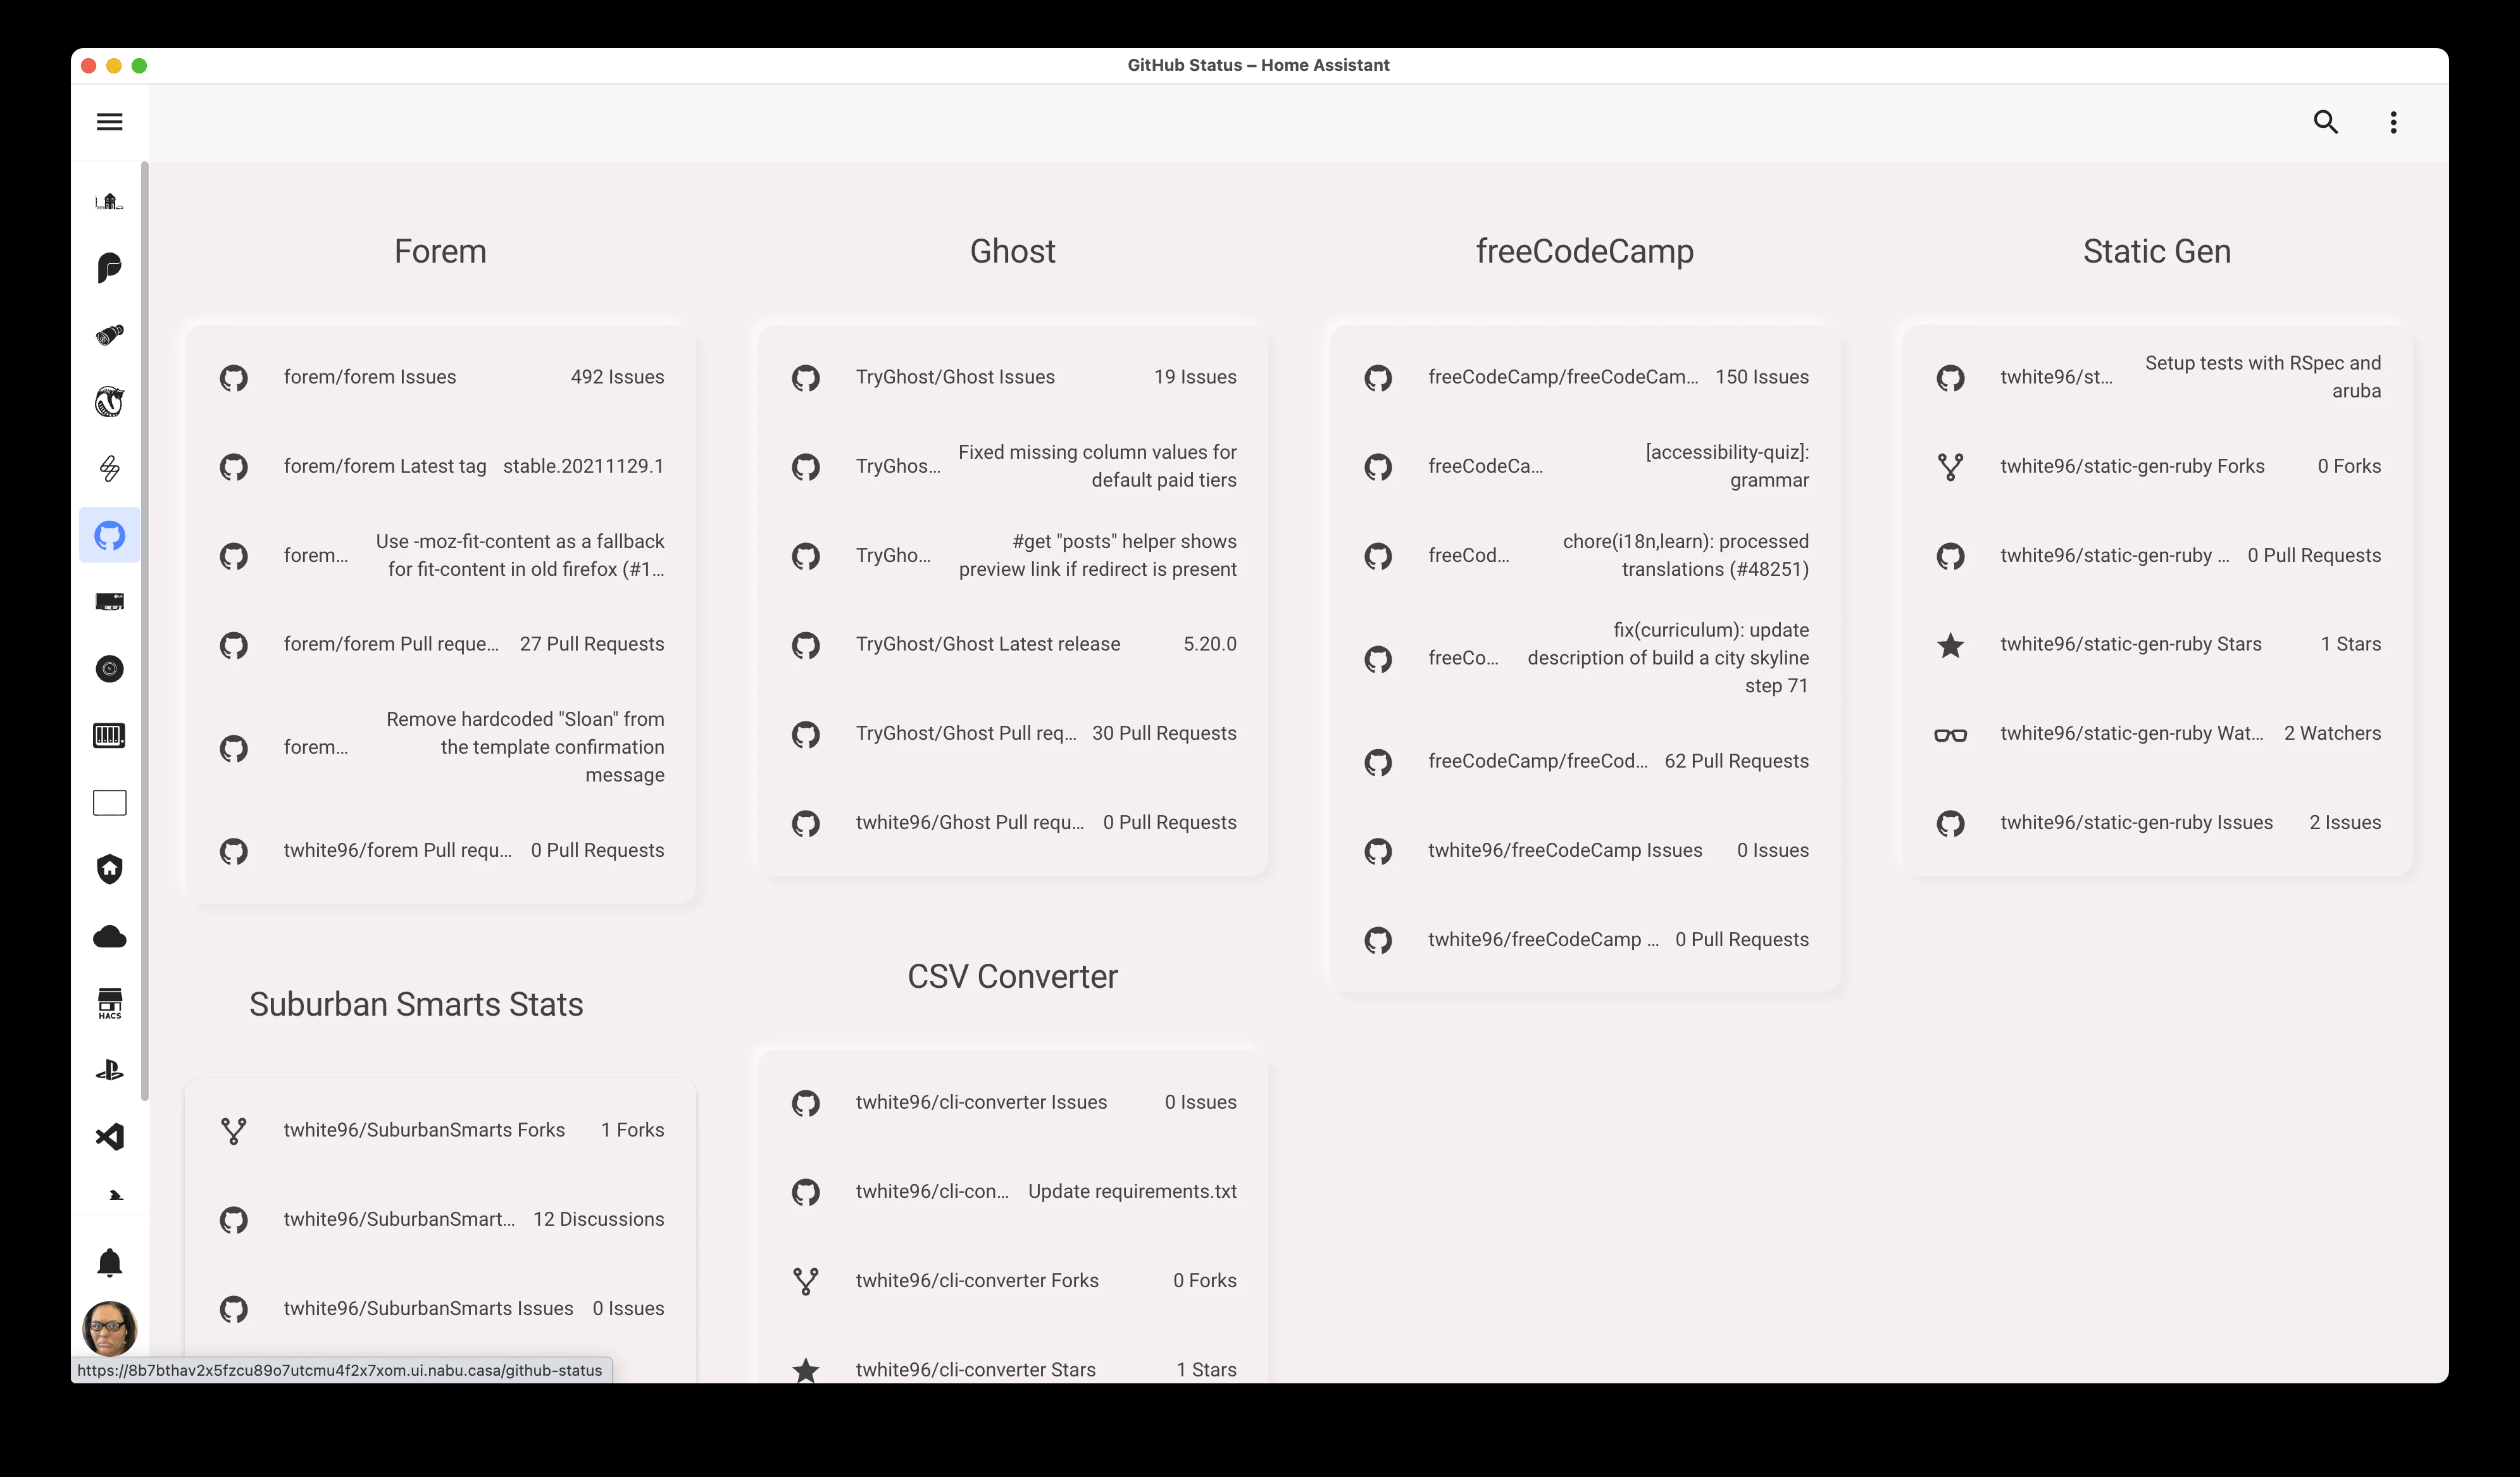 GitHub Status – Home Assistant
Forem
forem/forem Issues 492 Issues
forem/forem Latest tag stable.20211129.1
forem... Use -moz-fit-content as a fallback
for fit-content in old firefox (#1...
forem/forem Pull reque... 27 Pull Requests
forem... Remove hardcoded "Sloan" from
the template confirmation
message
twhite96/forem Pull requ... 0 Pull Requests
Suburban Smarts Stats
twhite96/SuburbanSmarts Forks 1 Forks
twhite96/SuburbanSmart... 12 Discussions
twhite96/SuburbanSmarts Issues 0 Issues
Ghost
TryGhost/Ghost Issues 19 Issues
TryGhos... Fixed missing column values for
default paid tiers
TryGho... #get "posts" helper shows
preview link if redirect is present
TryGhost/Ghost Latest release 5.20.0
TryGhost/Ghost Pull req... 30 Pull Requests
twhite96/Ghost Pull requ... 0 Pull Requests
CSV Converter
twhite96/cli-converter Issues 0 Issues
twhite96/cli-con... Update requirements.txt
twhite96/cli-converter Forks 0 Forks
twhite96/cli-converter Stars 1 Stars
freeCodeCamp
freeCodeCamp/freeCodeCam... 150 Issues
freeCodeCa... [accessibility-quiz]:
grammar
freeCod... chore(i18n,learn): processed
translations (#48251)
freeCo... fix(curriculum): update
description of build a city skyline
step 71
freeCodeCamp/freeCod... 62 Pull Requests
twhite96/freeCodeCamp Issues 0 Issues
twhite96/freeCodeCamp ... 0 Pull Requests
Static Gen
twhite96/st... Setup tests with RSpec and
aruba
twhite96/static-gen-ruby Forks 0 Forks
twhite96/static-gen-ruby ... 0 Pull Requests
twhite96/static-gen-ruby Stars 1 Stars
twhite96/static-gen-ruby Wat... 2 Watchers
twhite96/static-gen-ruby Issues 2 Issues
HACS
https://8b7bthav2x5fzcu89o7utcmu4f2x7xom.ui.nabu.casa/github-status